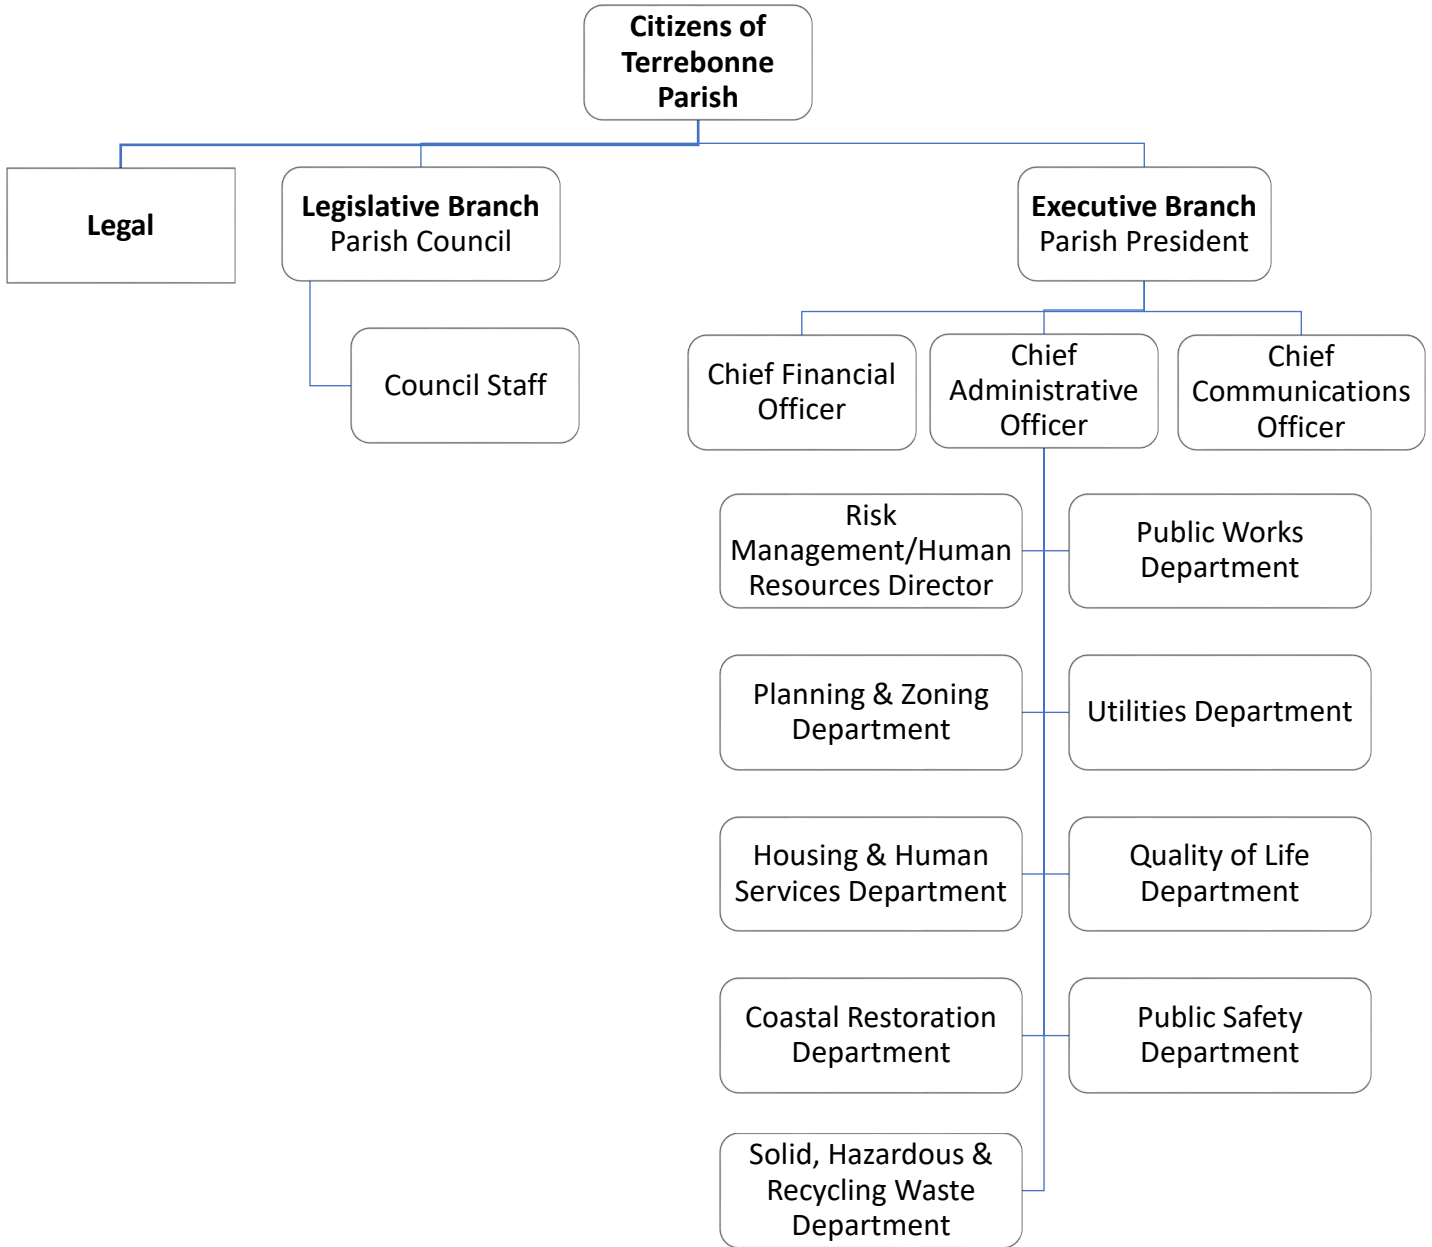 Citizens of
Terrebonne
Parish
Legal
Legislative Branch
Parish Council
Executive Branch
Parish President
Council Staff
Chief Financial
Officer
Chief
Administrative
Officer
Chief
Communications
Officer
Risk
Management/Human
Resources Director
Public Works
Department
Planning & Zoning
Department
Utilities Department
Housing & Human
Services Department
Quality of Life
Department
Coastal Restoration
Department
Public Safety
Department
Solid, Hazardous &
Recycling Waste
Department